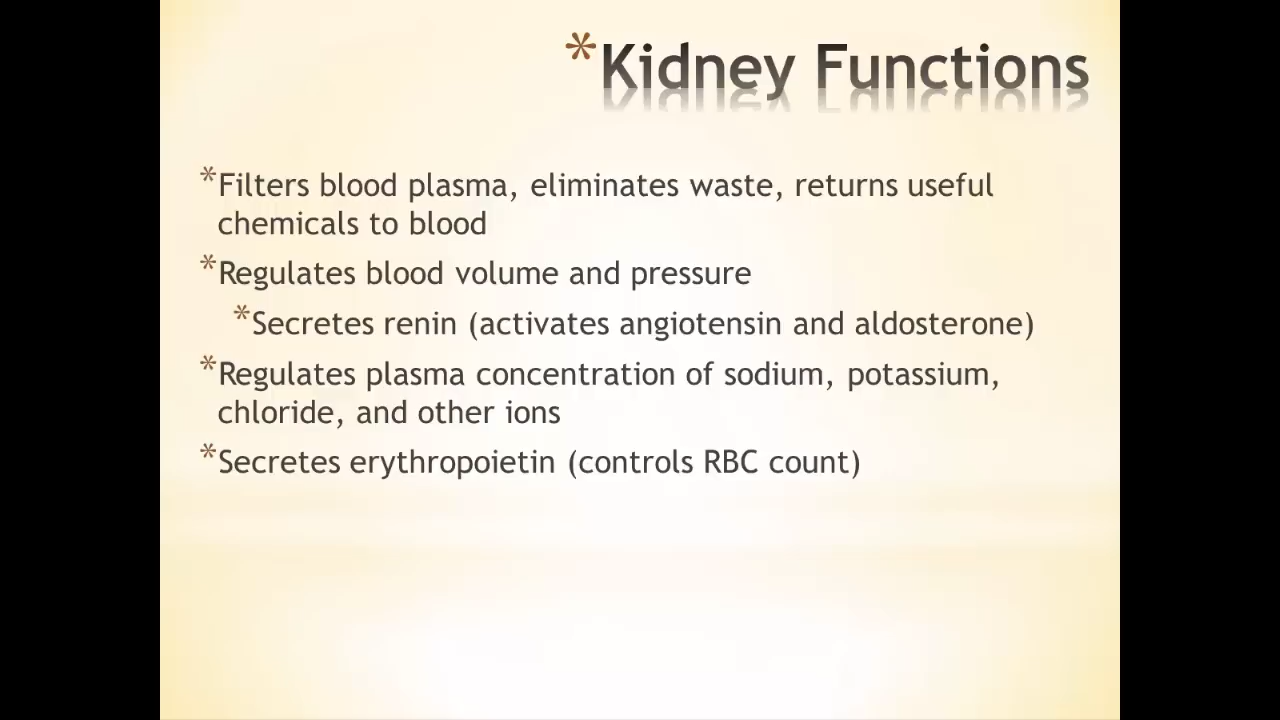 *Kidney Functions
*Filters blood plasma, eliminates waste, returns useful
chemicals to blood
*Regulates blood volume and pressure
*Secretes renin (activates angiotensin and aldosterone)
*Regulates plasma concentration of sodium, potassium,
chloride, and other ions
*Secretes erythropoietin (controls RBC count)